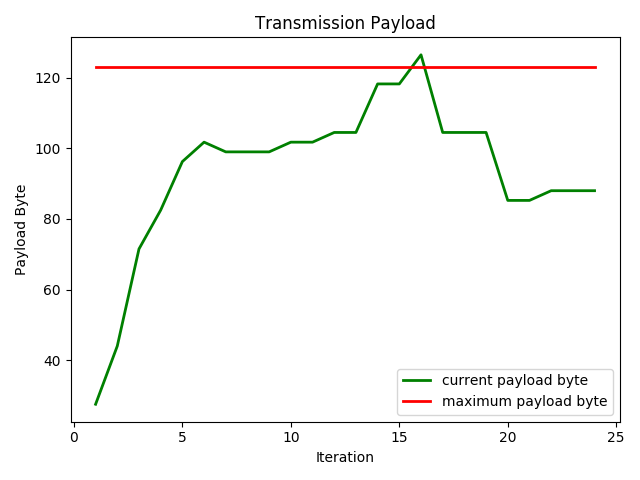 Transmission Payload
Payload Byte
120
100
80
60
40
0
5
10
15
20
25
Iteration
current payload byte
maximum payload byte